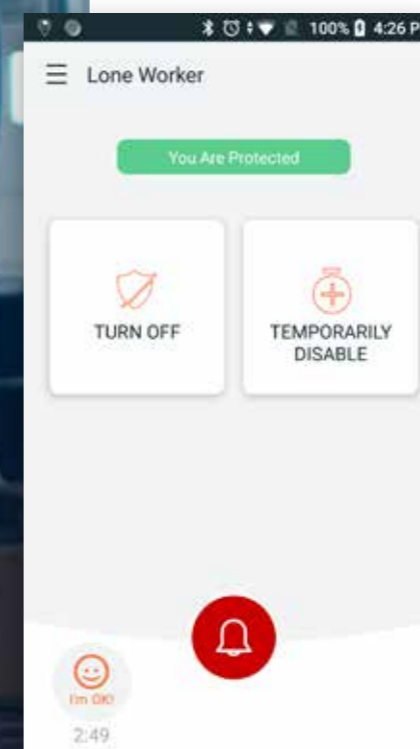 100% 4:26 P
Lone Worker
You Are Protected
TURN OFF
TEMPORARILY
DISABLE
I'm OK!
2:49